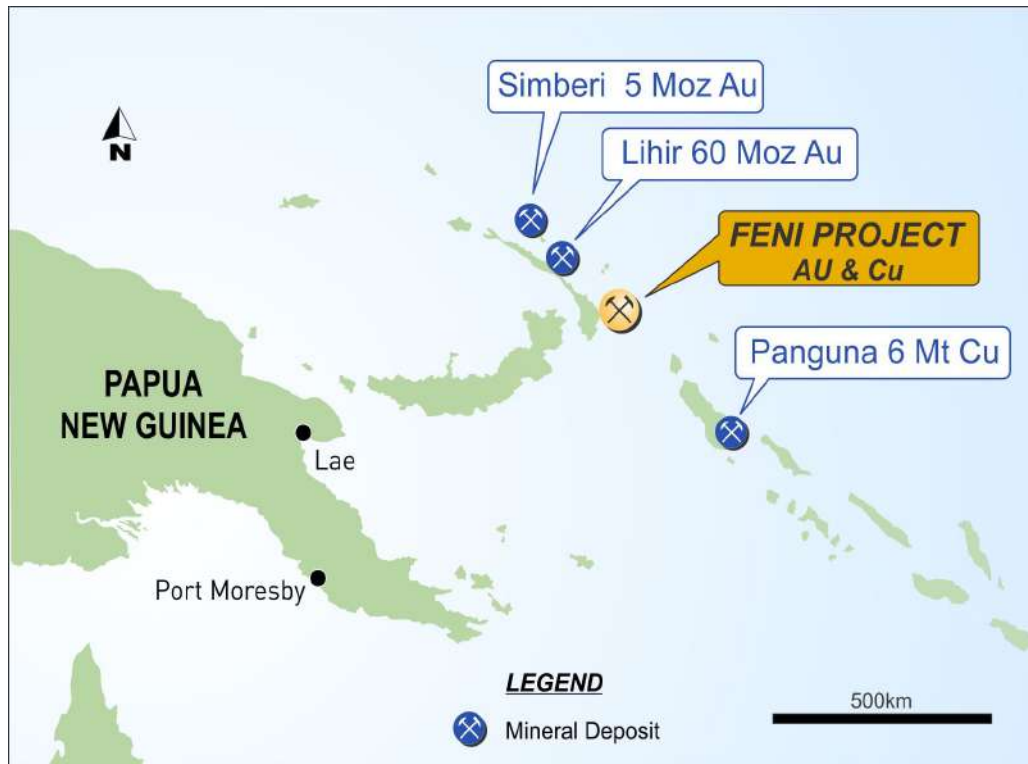 Simberi 5 Moz Au
N
Lihir 60 Moz Au
FENI PROJECT
AU & Cu
Panguna 6 Mt Cu
PAPUA
NEW GUINEA
Lae
Port Moresby
LEGEND
Mineral Deposit
500km